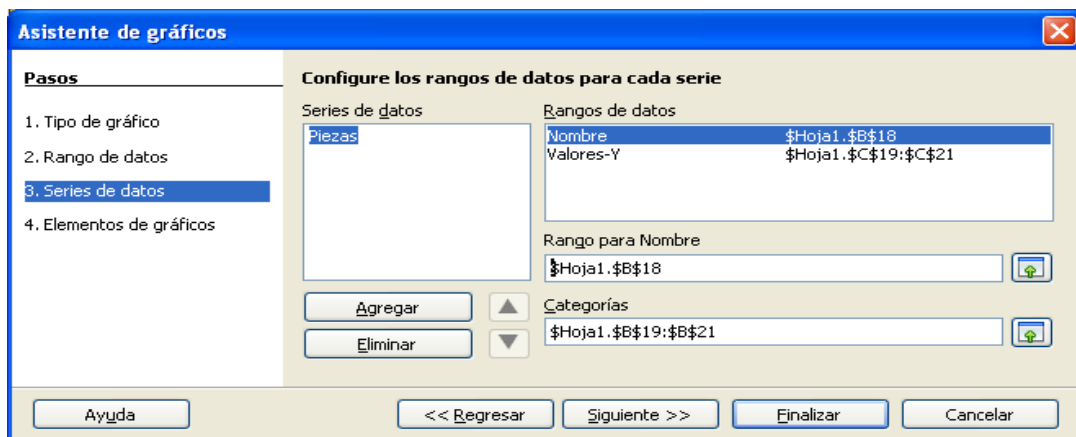 Asistente de gráficos
Pasos
1. Tipo de gráfico
2. Rango de datos
3. Series de datos
4. Elementos de gráficos
Configure los rangos de datos para cada serie
Series de datos
Piezas
Agregar
Eliminar
Rangos de datos
Nombre $Hoja1.$B$18
Valores-Y $Hoja1.$C$19:$C$21
Rango para Nombre
$Hoja1.$B$18
Categorías
$Hoja1.$B$19:$B$21
Ayuda
<< Regresar
Siguiente >>
Finalizar
Cancelar